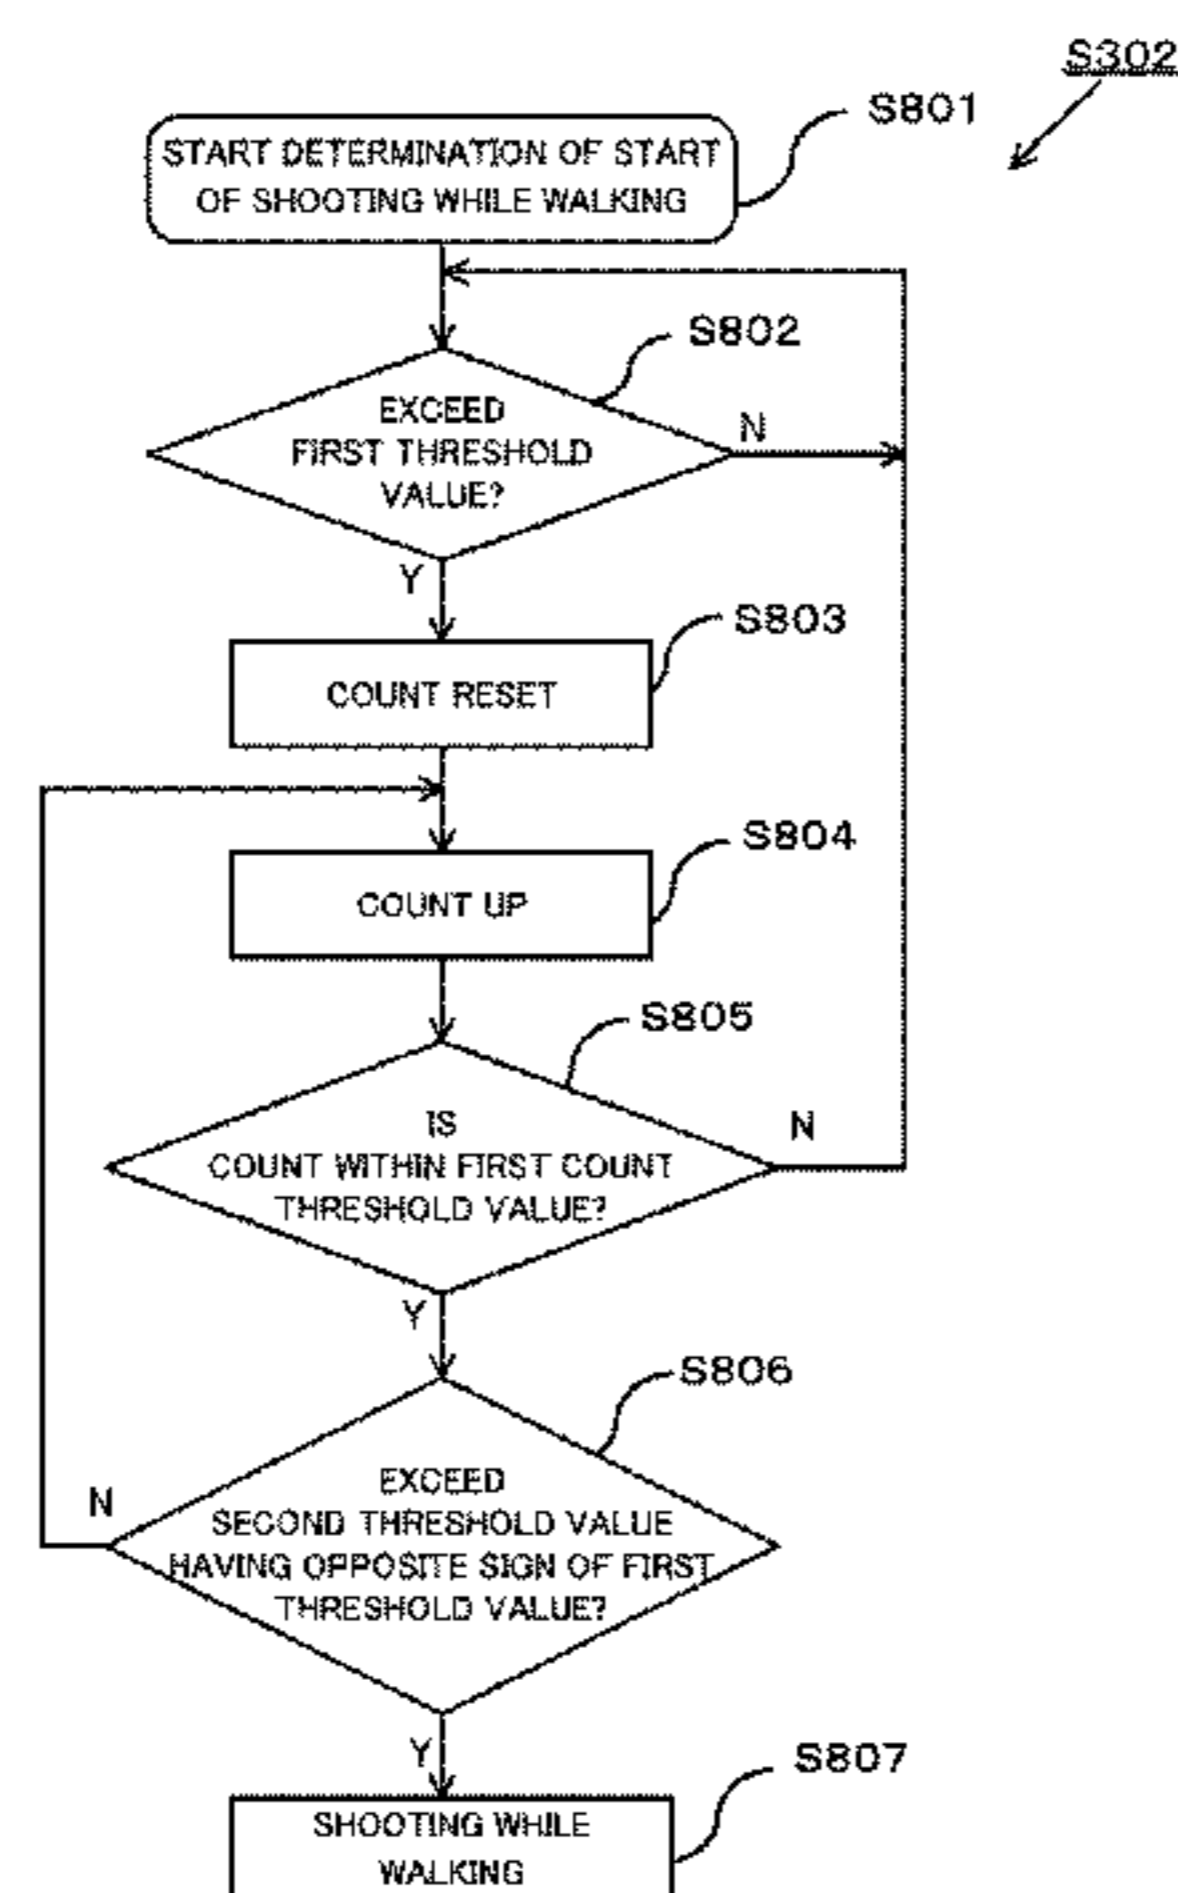 S302
S801
START DETERMINATION OF START
OF SHOOTING WHILE WALKING
S802
EXCEED
FIRST THRESHOLD
VALUE?
N
Y
S803
COUNT RESET
S804
COUNT UP
S805
IS
COUNT WITHIN FIRST COUNT
THRESHOLD VALUE?
N
Y
S806
EXCEED
SECOND THRESHOLD VALUE
HAVING OPPOSITE SIGN OF FIRST
THRESHOLD VALUE?
N
Y
S807
SHOOTING WHILE
WALKING